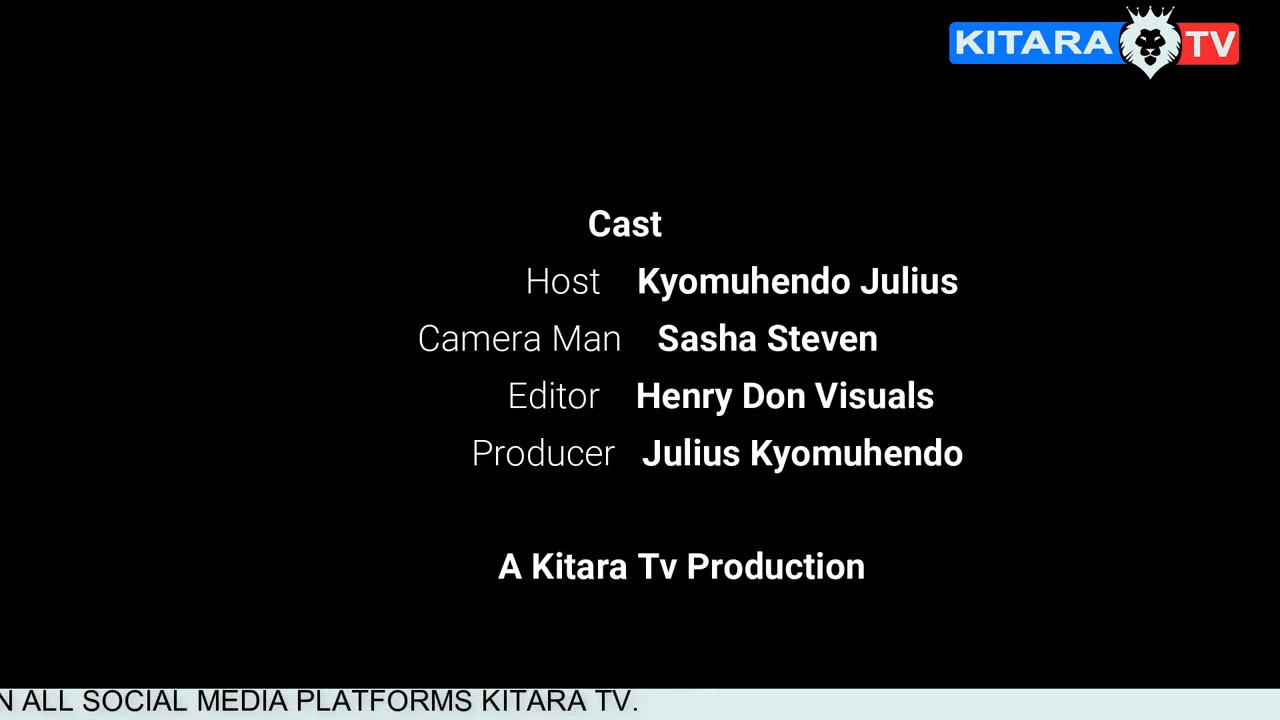 KITARA TV
Cast
Host Kyomuhendo Julius
Camera Man Sasha Steven
Editor Henry Don Visuals
Producer Julius Kyomuhendo
A Kitara Tv Production
N ALL SOCIAL MEDIA PLATFORMS KITARA TV.